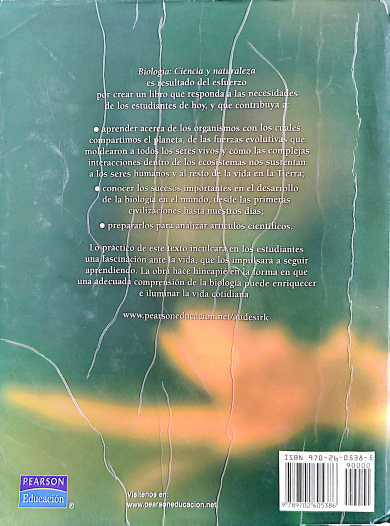 Biología: Ciencia y naturaleza
es resultado del esfuerzo
por crear un libro que responda a las necesidades
de los estudiantes de hoy, y que contribuya a:
• aprender acerca de los organismos con los cuales
compartimos el planeta, de las fuerzas evolutivas que
moldearon a todos los seres vivos y cómo las complejas
interacciones dentro de los ecosistemas nos sustentan
a los seres humanos y al resto de la vida en la Tierra;
• conocer los sucesos importantes en el desarrollo
de la biología en el mundo, desde las primeras
civilizaciones hasta nuestros días;
• prepararlos para analizar artículos científicos.
Lo práctico de este texto inculcará en los estudiantes
una fascinación ante la vida, que los impulsará a seguir
aprendiendo. La obra hace hincapié en la forma en que
una adecuada comprensión de la biología puede enriquecer
e iluminar la vida cotidiana
www.pearsoneducacion.net/audesirk
ISBN 970-26-0538-5
90000
9 789702 605386
PEARSON
Educación
®
Visítenos en:
www.pearsoneducacion.net